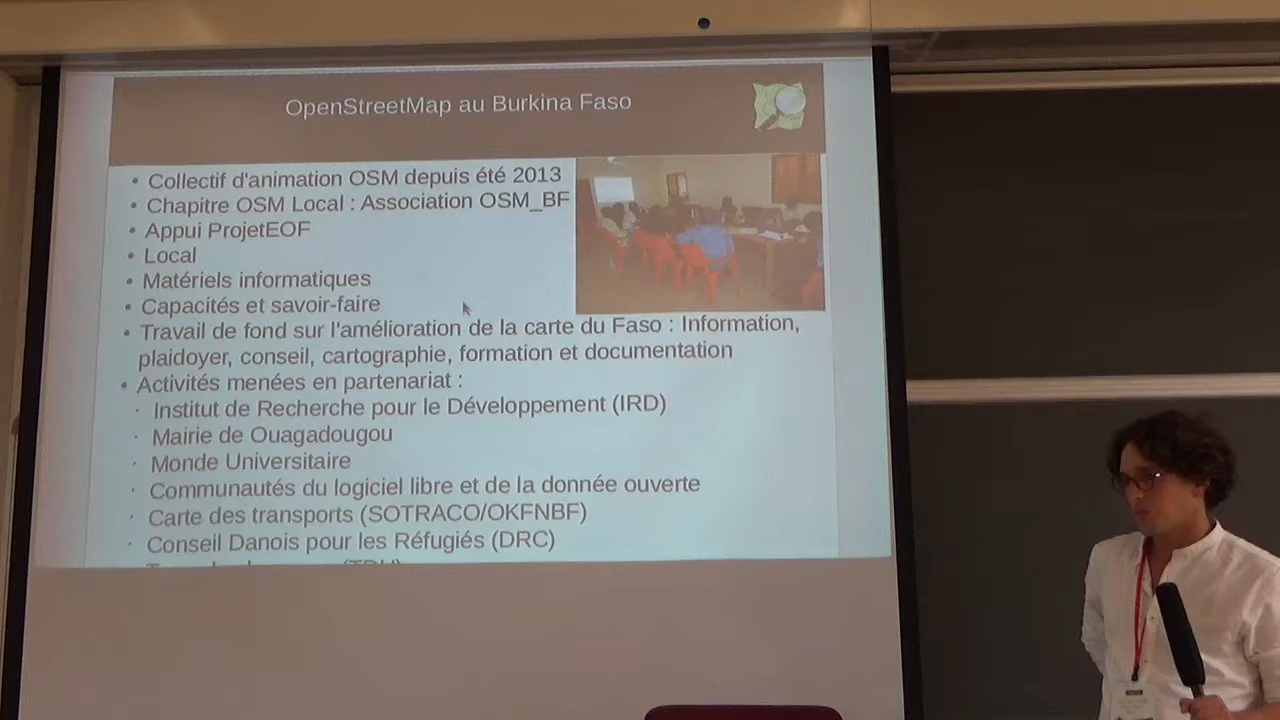 OpenStreetMap au Burkina Faso
• Collectif d'animation OSM depuis été 2013
• Chapitre OSM Local : Association OSM_BF
• Appui ProjetEOF
• Local
• Matériels informatiques
• Capacités et savoir-faire
• Travail de fond sur l'amélioration de la carte du Faso : Information,
plaidoyer, conseil, cartographie, formation et documentation
• Activités menées en partenariat :
· Institut de Recherche pour le Développement (IRD)
· Mairie de Ouagadougou
· Monde Universitaire
· Communautés du logiciel libre et de la donnée ouverte
· Carte des transports (SOTRACO/OKFNBF)
· Conseil Danois pour les Réfugiés (DRC)